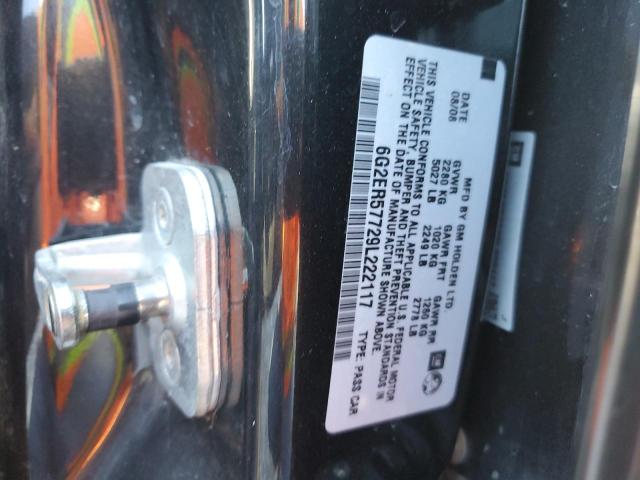 MFD BY GM HOLDEN LTD
DATE GVWR GAWR FRT GAWR RR
08/08 2280 KG 1020 KG 1260 KG
5027 LB 2249 LB 2778 LB
THIS VEHICLE CONFORMS TO ALL APPLICABLE U.S. FEDERAL MOTOR
VEHICLE SAFETY, BUMPER AND THEFT PREVENTION STANDARDS IN
EFFECT ON THE DATE OF MANUFACTURE SHOWN ABOVE.
6G2ER57729L222117 TYPE: PASS CAR
GM